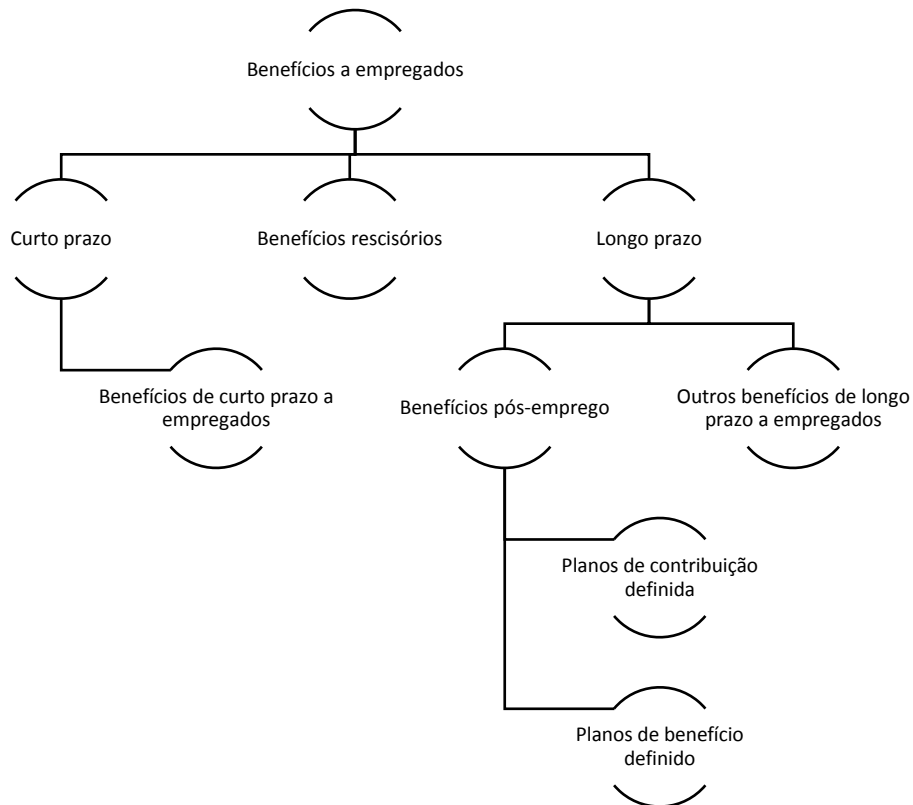 Benefícios a empregados
Curto prazo
Benefícios rescisórios
Longo prazo
Benefícios de curto prazo a
empregados
Benefícios pós-emprego
Outros benefícios de longo
prazo a empregados
Planos de contribuição
definida
Planos de benefício
definido